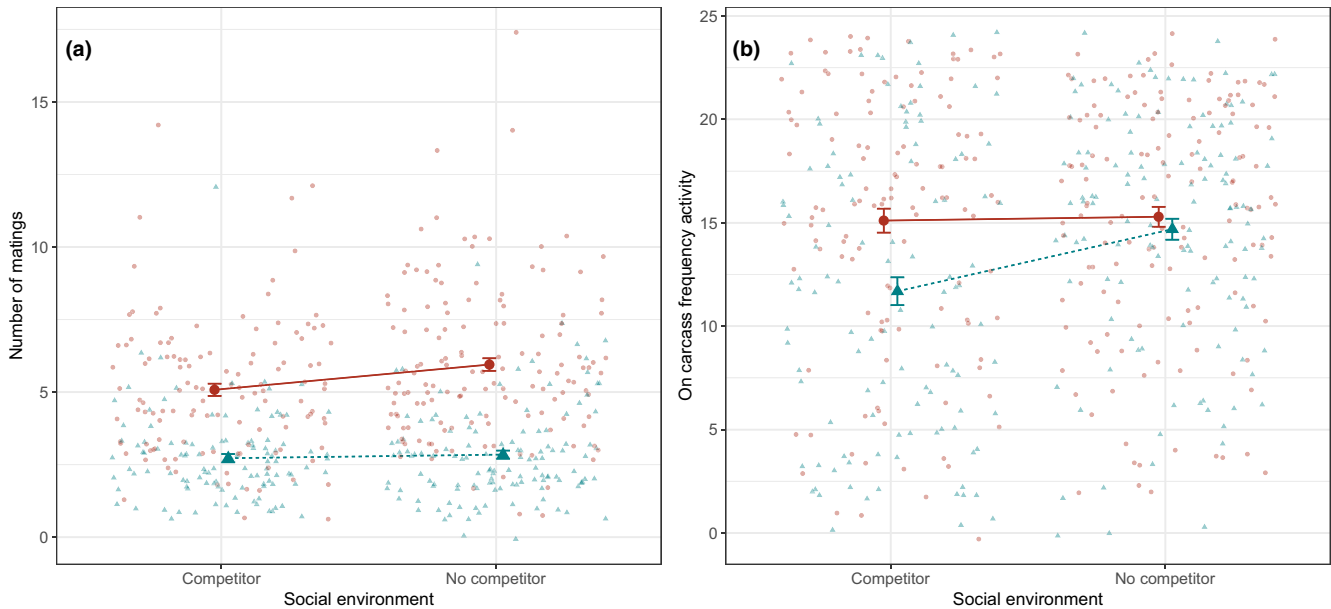 (a)
Number of matings
15
10
5
0
Competitor
No competitor
Social environment
(b)
On carcass frequency activity
25
20
15
10
5
0
Competitor
No competitor
Social environment